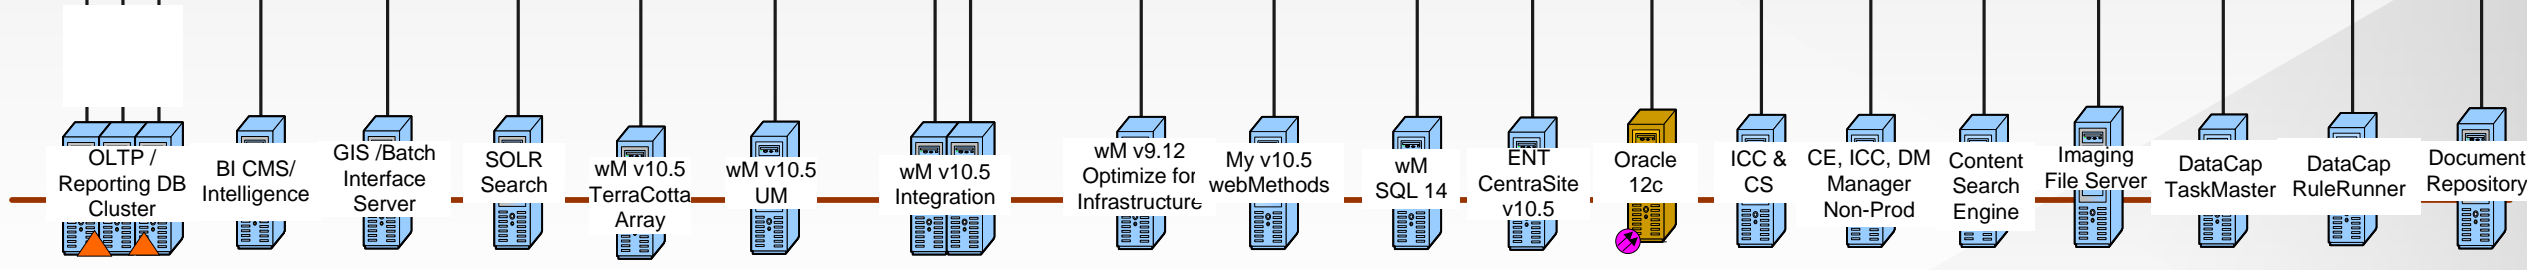 OLTP /
Reporting DB
Cluster
BI CMS/
Intelligence
GIS /Batch
Interface
Server
SOLR
Search
wM v10.5
TerraCotta
Array
wM v10.5
UM
wM v10.5
Integration
wM v9.12
Optimize for
Infrastructure
My v10.5
webMethods
wM
SQL 14
ENT
CentraSite
v10.5
Oracle
12c
ICC &
CS
CE, ICC, DM
Manager
Non-Prod
Content
Search
Engine
Imaging
File Server
DataCap
TaskMaster
DataCap
RuleRunner
Document
Repository